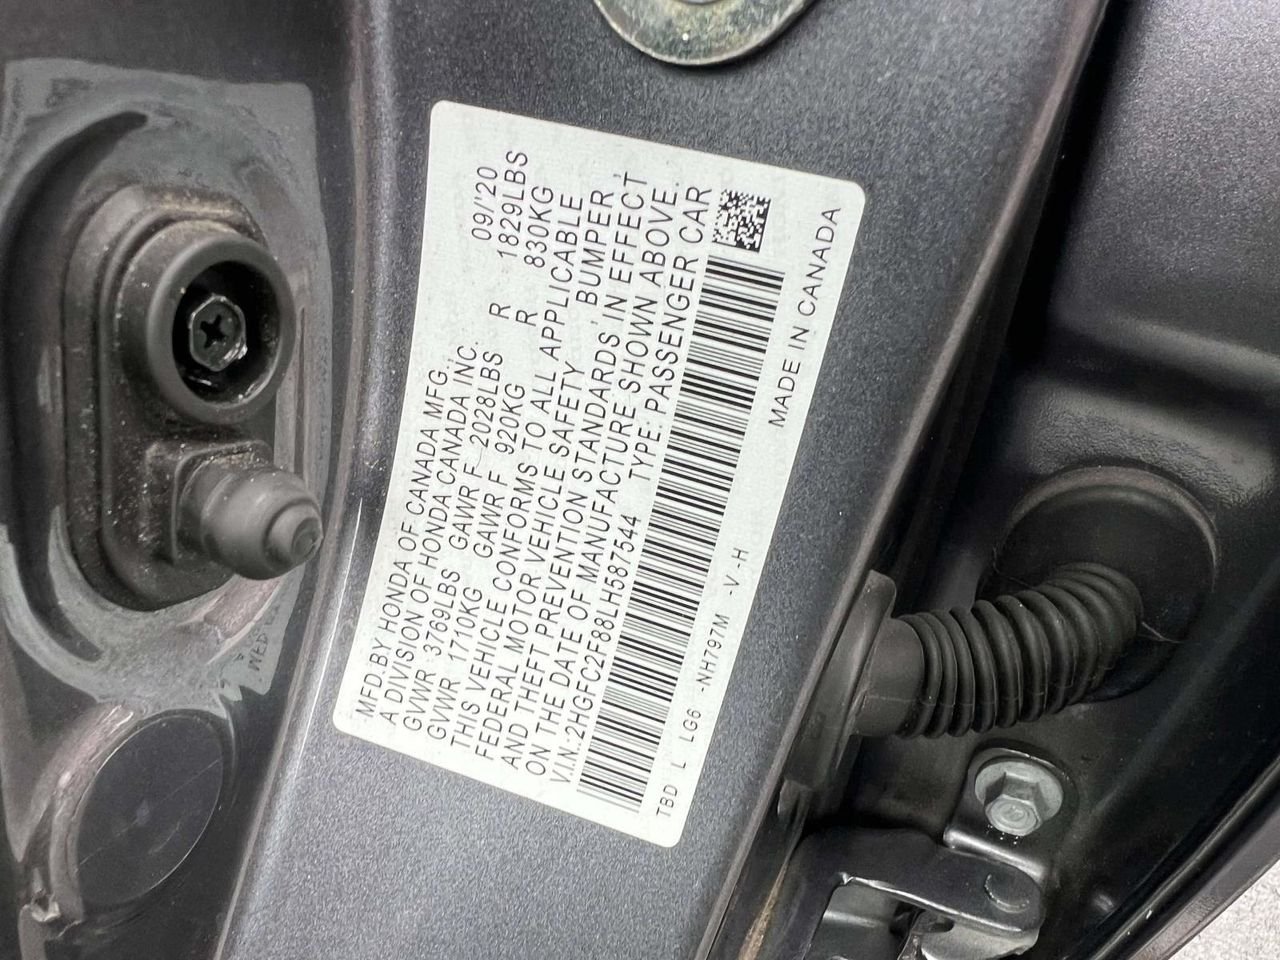 MFD.BY HONDA OF CANADA MFG.,
A DIVISION OF HONDA CANADA INC. 09/'20
GVWR 3769LBS GAWR F 2028LBS R 1829LBS
GVWR 1710KG GAWR F 920KG R 830KG
THIS VEHICLE CONFORMS TO ALL APPLICABLE
FEDERAL MOTOR VEHICLE SAFETY, BUMPER,
AND THEFT PREVENTION STANDARDS, IN EFFECT
ON THE DATE OF MANUFACTURE SHOWN ABOVE.
V.I.N.:2HGFC2F88LH587544 TYPE: PASSENGER CAR
TBD L LG6 -NH797M -V -H MADE IN CANADA